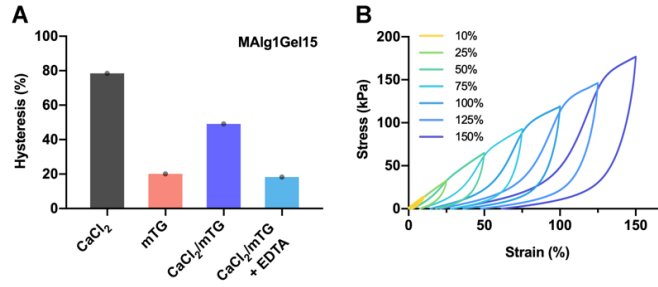 A
MAlg1Gel15
Hysteresis (%)
100
80
60
40
20
0
CaCl₂
mTG
CaCl₂/mTG
CaCl₂/mTG
+ EDTA
B
Stress (kPa)
200
150
100
50
0
10%
25%
50%
75%
100%
125%
150%
0
50
100
150
Strain (%)